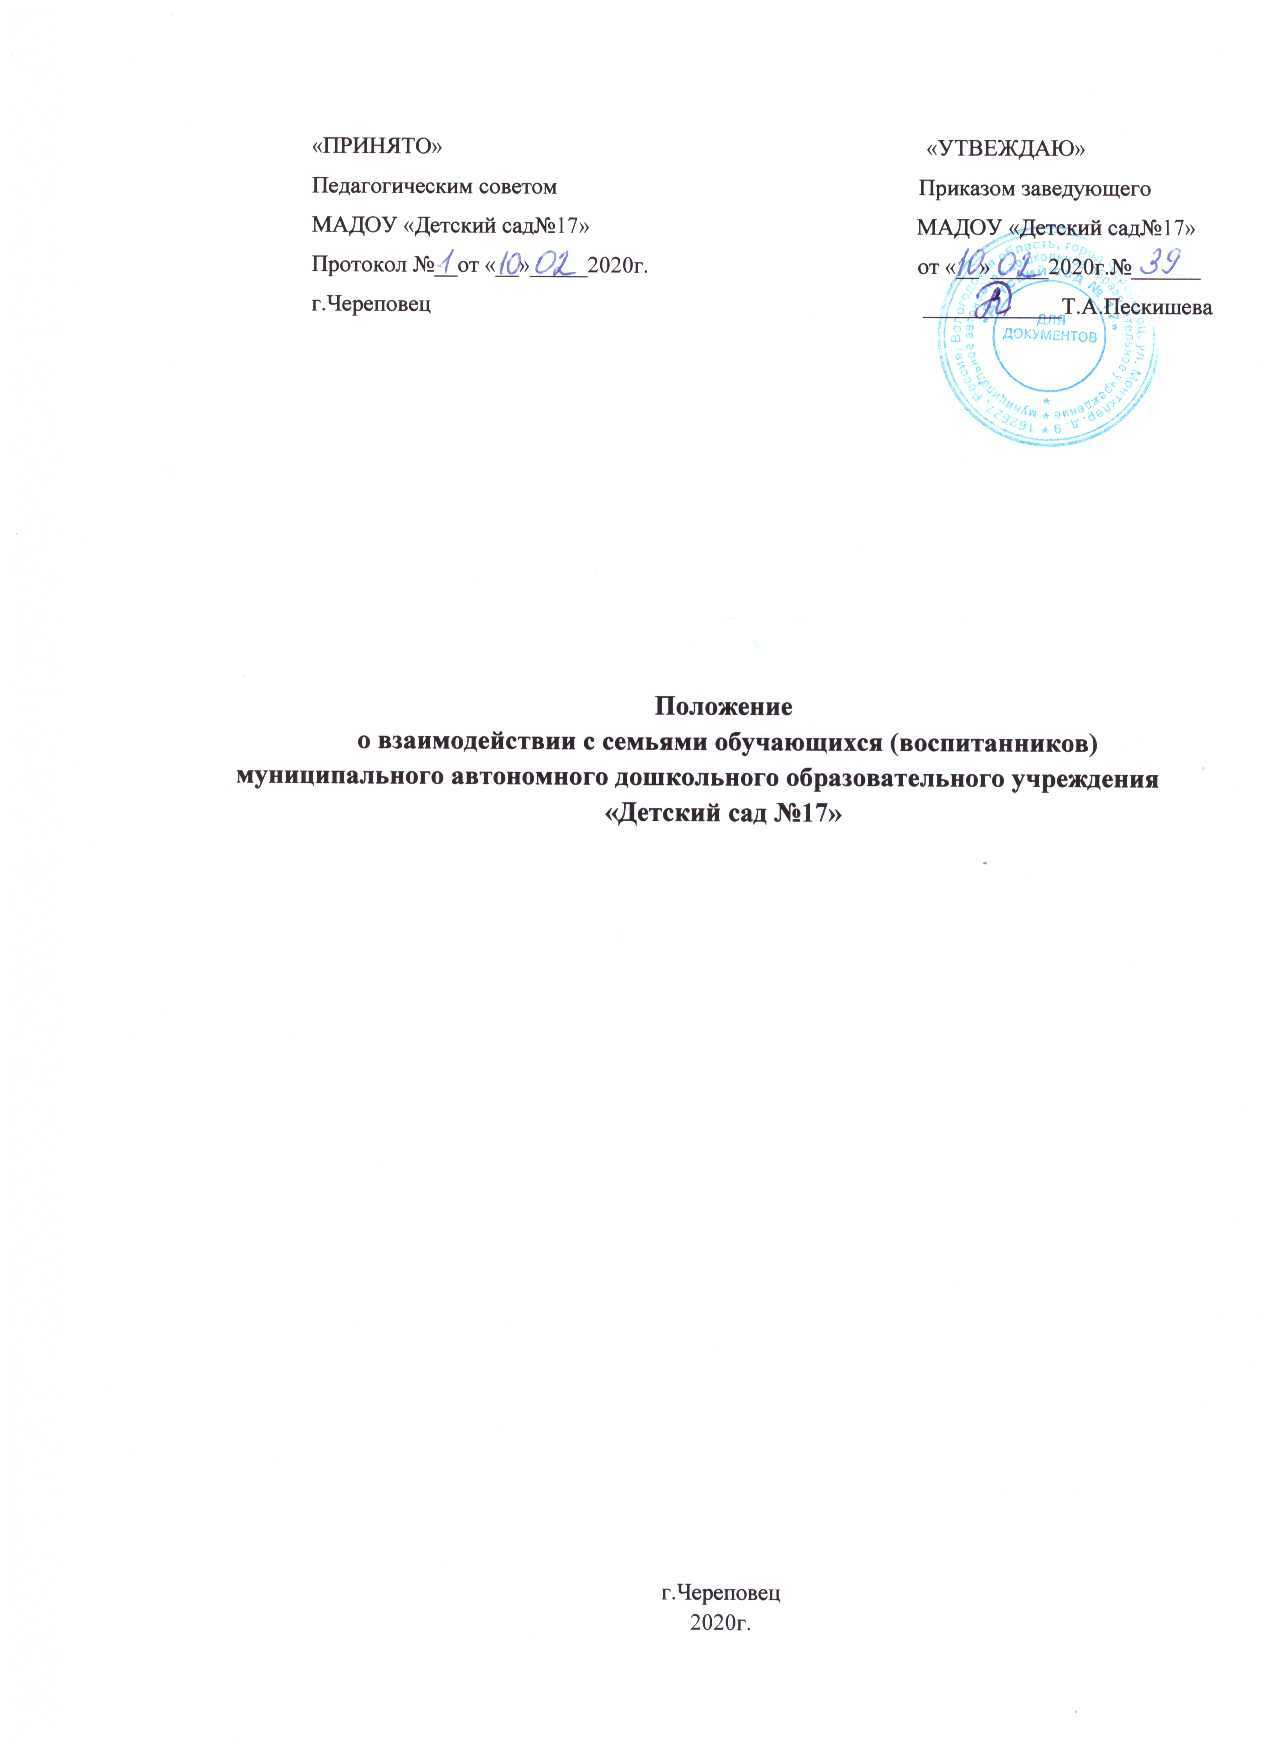 «ПРИНЯТО»
Педагогическим советом
МАДОУ «Детский сад№17»
Протокол № 1 от «10» 02 2020г.
г.Череповец
«УТВЕЖДАЮ»
Приказом заведующего
МАДОУ «Детский сад№17»
от «10» 02 2020г.№ 39
Т.А.Пескишева
ДЛЯ
ДОКУМЕНТОВ
Положение
о взаимодействии с семьями обучающихся (воспитанников)
муниципального автономного дошкольного образовательного учреждения
«Детский сад №17»
г.Череповец
2020г.